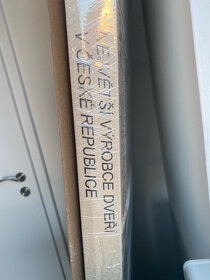 NEJVĚTŠÍ VÝROBCE DVEŘÍ
V ČESKÉ REPUBLICE